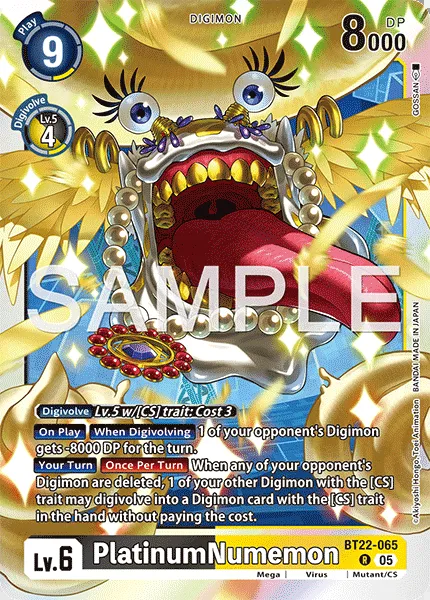 DIGIMON
Play
9
DP
8000
Digivolve
Lv.5
4
GOSSAN
SAMPLE
©Akiyoshi Hongo, Toei Animation BANDAI MADE IN JAPAN
Digivolve Lv.5 w/[CS] trait: Cost 3
On Play When Digivolving 1 of your opponent's Digimon
gets -8000 DP for the turn.
Your Turn Once Per Turn When any of your opponent's
Digimon are deleted, 1 of your other Digimon with the [CS]
trait may digivolve into a Digimon card with the [CS] trait
in the hand without paying the cost.
Lv.6 PlatinumNumemon BT22-065
R 05
Mega Virus Mutant/CS